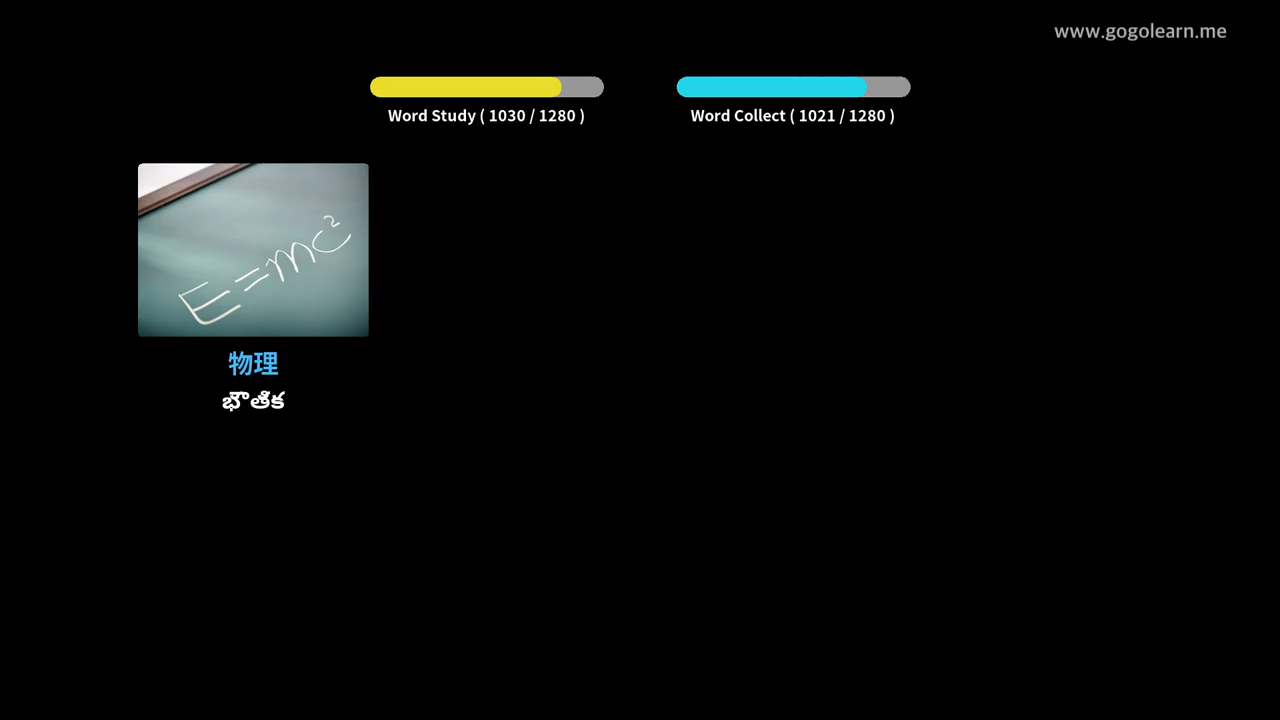 www.gogolearn.me
Word Study ( 1030 / 1280 )
Word Collect ( 1021 / 1280 )
E=mc²
物理
భౌతిక